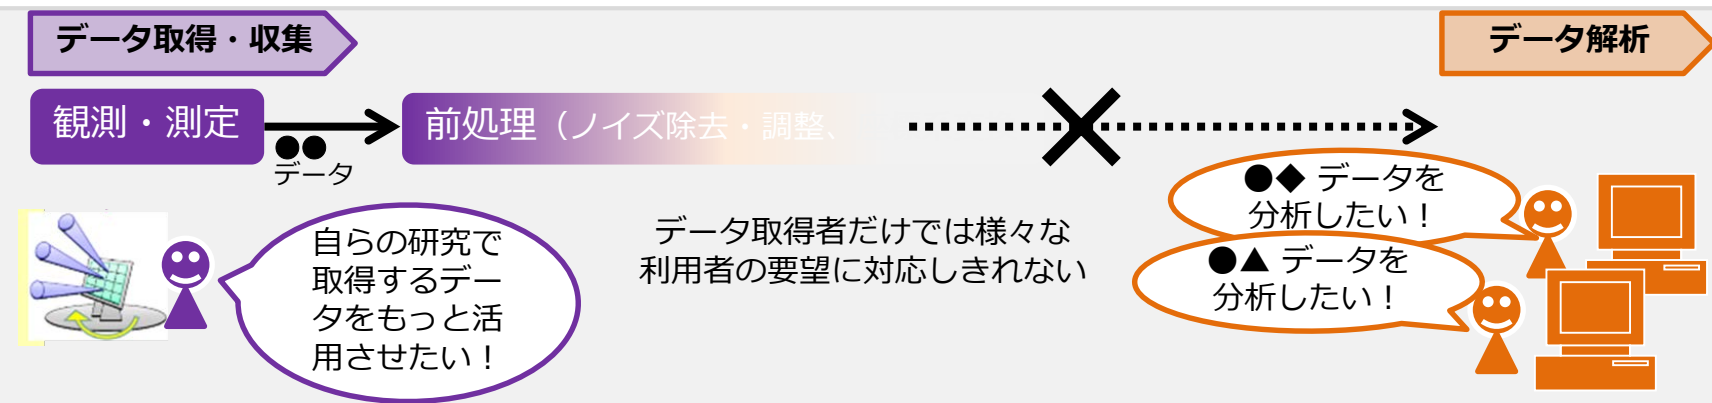 データ取得・収集
データ解析
観測・測定
●●
データ
前処理（ノイズ除去・調整、
●◆ データを
分析したい！
●▲ データを
分析したい！
自らの研究で
取得するデー
タをもっと活
用させたい！
データ取得者だけでは様々な
利用者の要望に対応しきれない